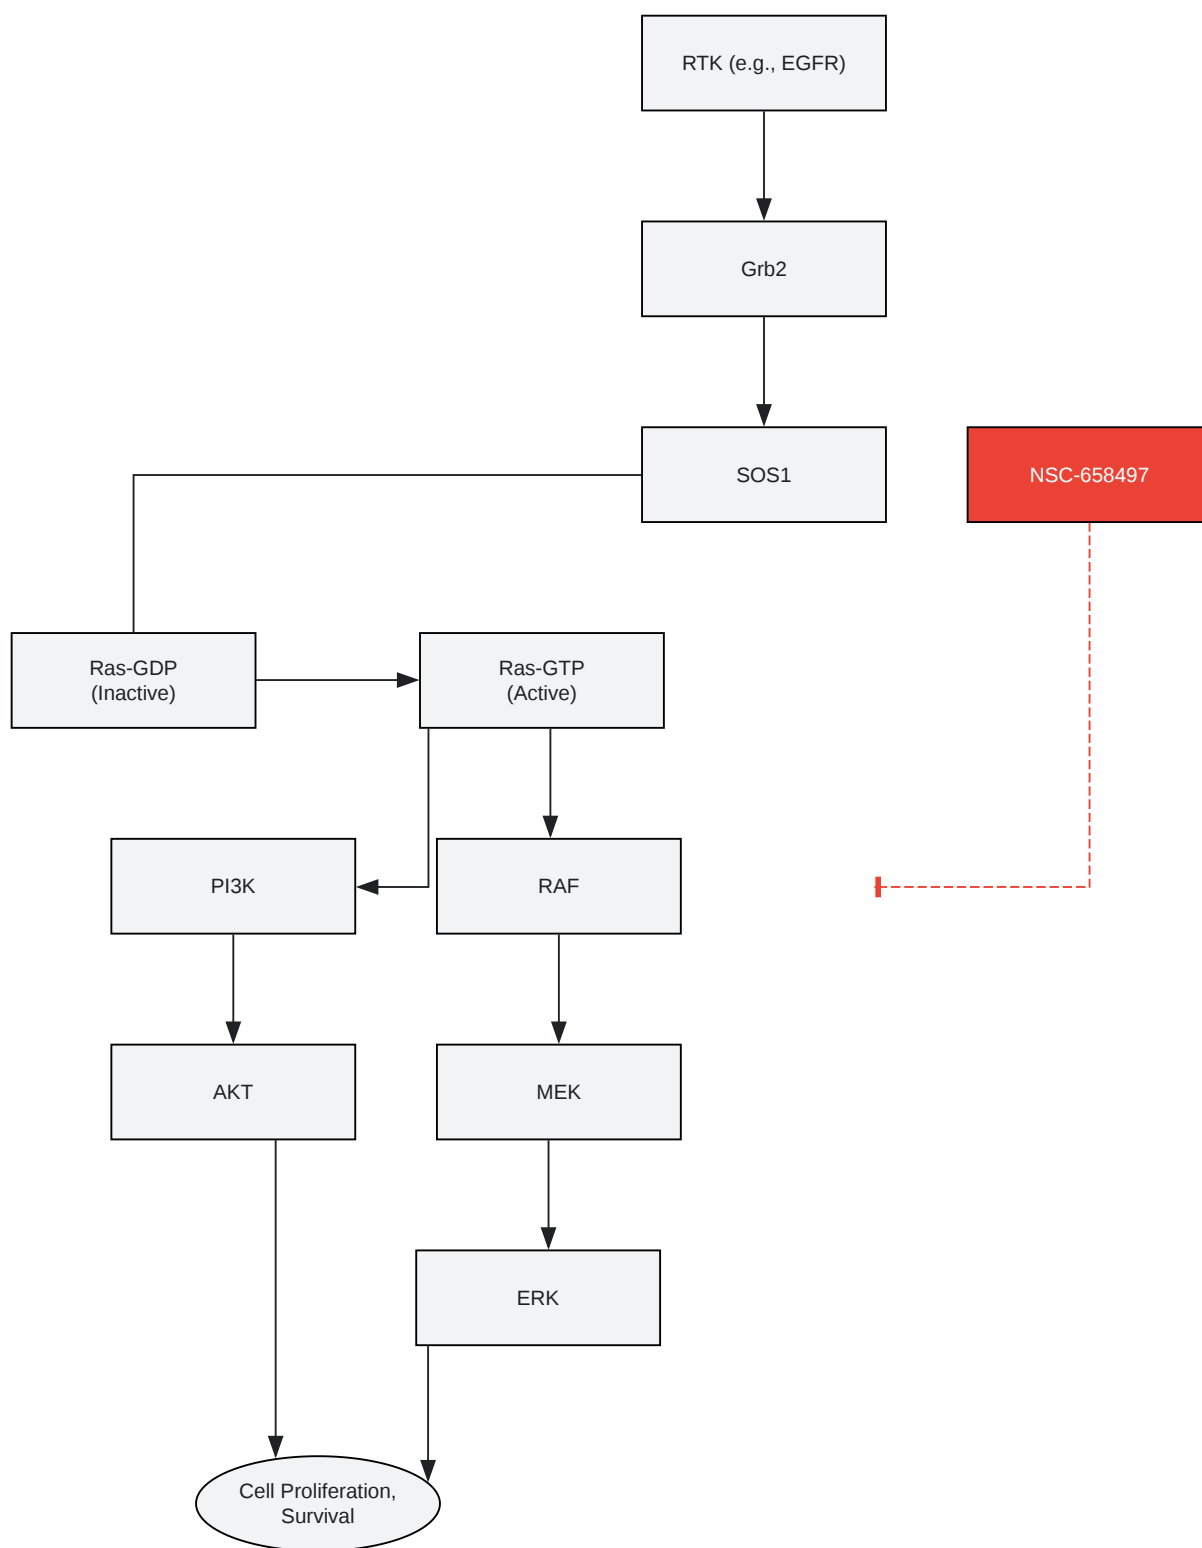 RTK (e.g., EGFR)
Grb2
SOS1
NSC-658497
Ras-GDP
(Inactive)
Ras-GTP
(Active)
PI3K
RAF
AKT
MEK
ERK
Cell Proliferation,
Survival